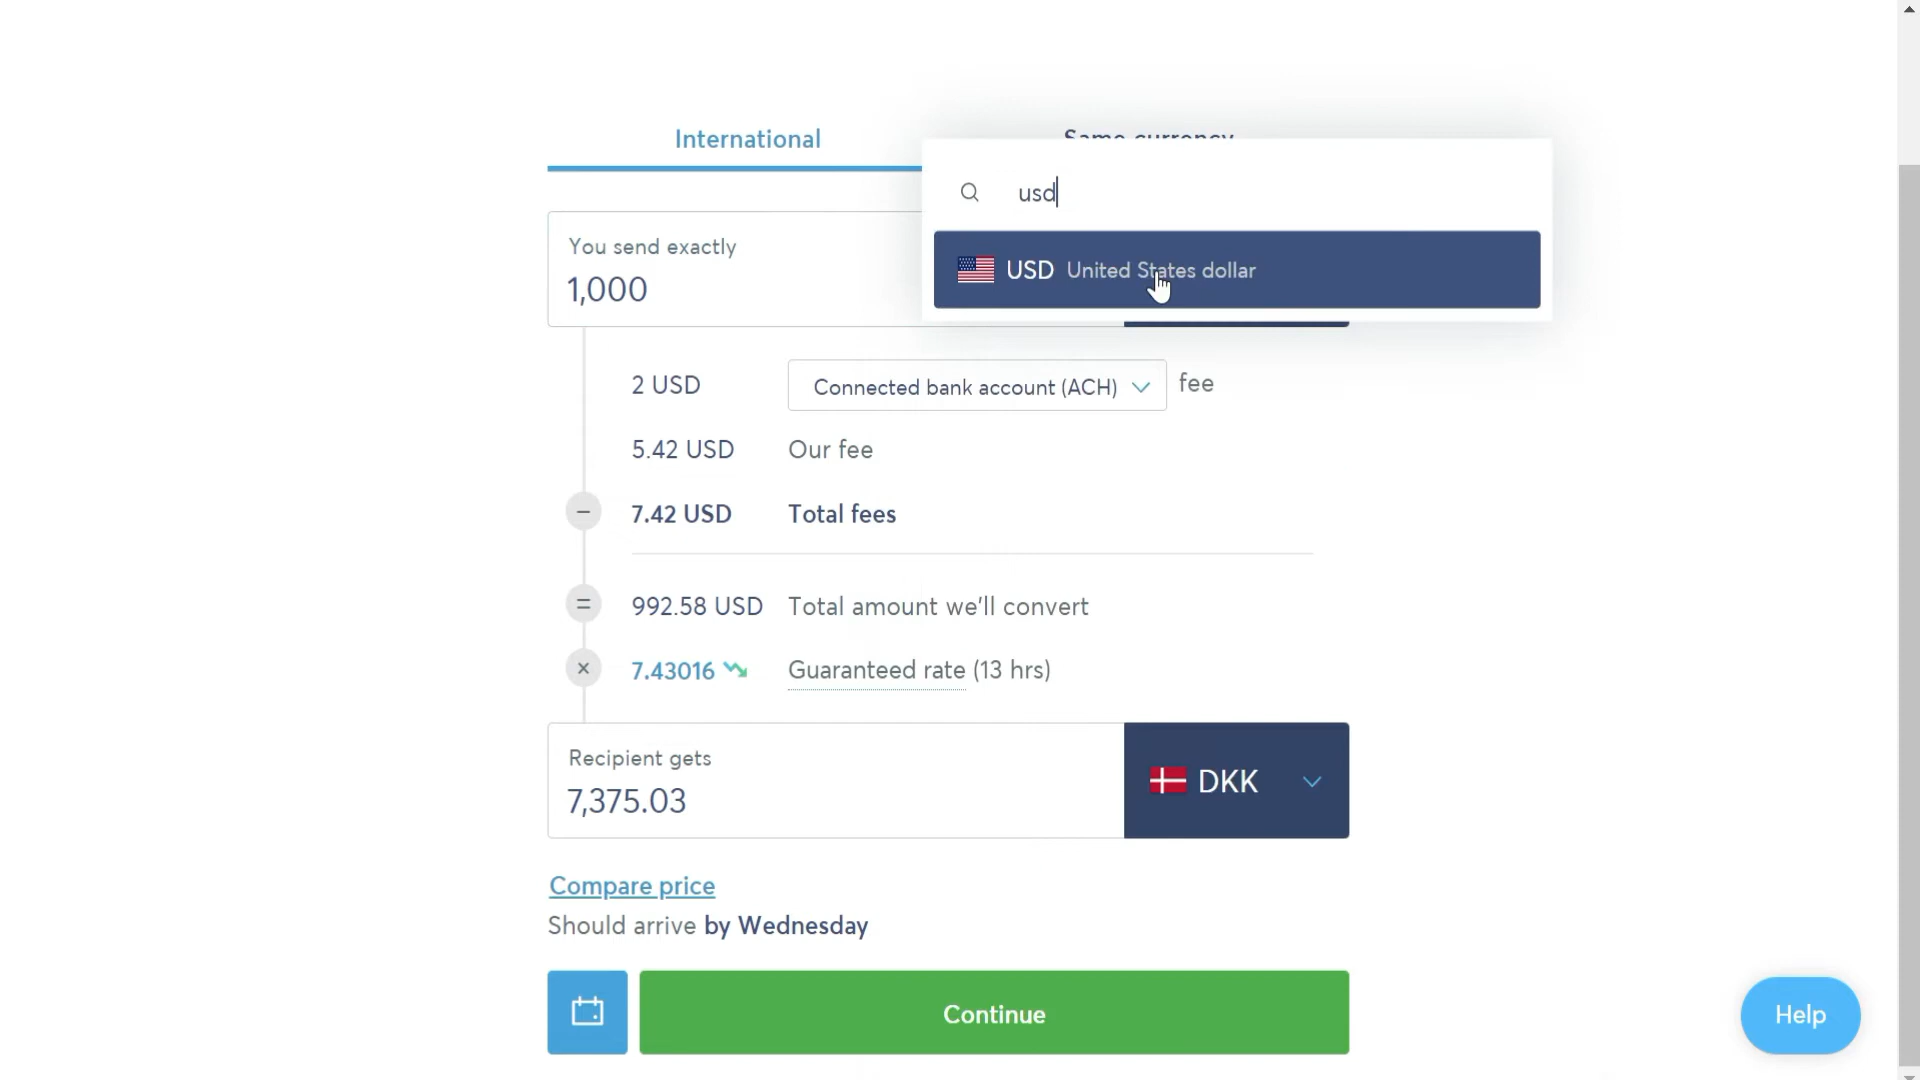 International
Same currency
usd
USD United States dollar
You send exactly
1,000
2 USD Connected bank account (ACH) fee
5.42 USD Our fee
7.42 USD Total fees
992.58 USD Total amount we'll convert
7.43016 Guaranteed rate (13 hrs)
Recipient gets
7,375.03
DKK
Compare price
Should arrive by Wednesday
Continue
Help